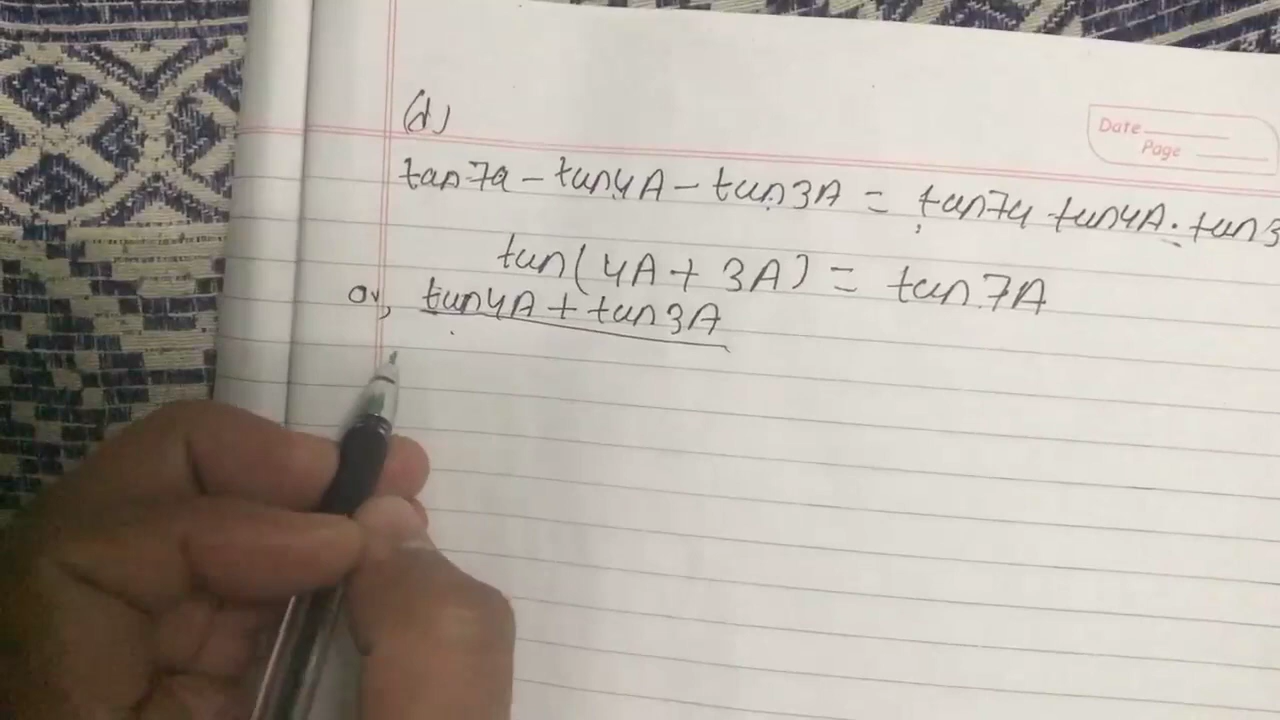 (d)
Date
Page
tan7a - tan4A - tan3A = tan7a tan4A . tan3
tan(4A + 3A) = tan7A
Or, tan4A + tan3A